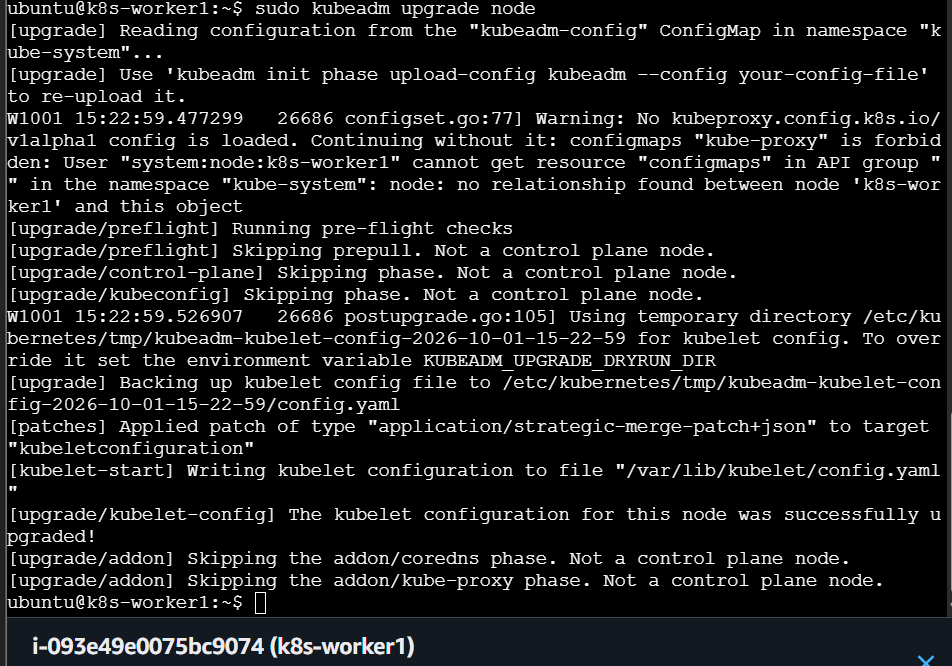 ubuntu@k8s-worker1:~$ sudo kubeadm upgrade node
[upgrade] Reading configuration from the "kubeadm-config" ConfigMap in namespace "k
ube-system"...
[upgrade] Use 'kubeadm init phase upload-config kubeadm --config your-config-file'
to re-upload it.
W1001 15:22:59.477299   26686 configset.go:77] Warning: No kubeproxy.config.k8s.io/
v1alpha1 config is loaded. Continuing without it: configmaps "kube-proxy" is forbid
den: User "system:node:k8s-worker1" cannot get resource "configmaps" in API group "
" in the namespace "kube-system": node: no relationship found between node 'k8s-wor
ker1' and this object
[upgrade/preflight] Running pre-flight checks
[upgrade/preflight] Skipping prepull. Not a control plane node.
[upgrade/control-plane] Skipping phase. Not a control plane node.
[upgrade/kubeconfig] Skipping phase. Not a control plane node.
W1001 15:22:59.526907   26686 postupgrade.go:105] Using temporary directory /etc/ku
bernetes/tmp/kubeadm-kubelet-config-2026-10-01-15-22-59 for kubelet config. To over
ride it set the environment variable KUBEADM_UPGRADE_DRYRUN_DIR
[upgrade] Backing up kubelet config file to /etc/kubernetes/tmp/kubeadm-kubelet-con
fig-2026-10-01-15-22-59/config.yaml
[patches] Applied patch of type "application/strategic-merge-patch+json" to target
"kubeletconfiguration"
[kubelet-start] Writing kubelet configuration to file "/var/lib/kubelet/config.yaml
"
[upgrade/kubelet-config] The kubelet configuration for this node was successfully u
pgraded!
[upgrade/addon] Skipping the addon/coredns phase. Not a control plane node.
[upgrade/addon] Skipping the addon/kube-proxy phase. Not a control plane node.
ubuntu@k8s-worker1:~$
i-093e49e0075bc9074 (k8s-worker1)